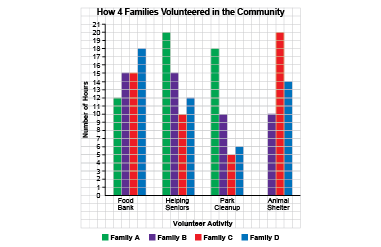 How 4 Families Volunteered in the Community
Number of Hours
21
20
19
18
17
16
15
14
13
12
11
10
9
8
7
6
5
4
3
2
1
0
Food Bank
Helping Seniors
Park Cleanup
Animal Shelter
Volunteer Activity
Family A
Family B
Family C
Family D